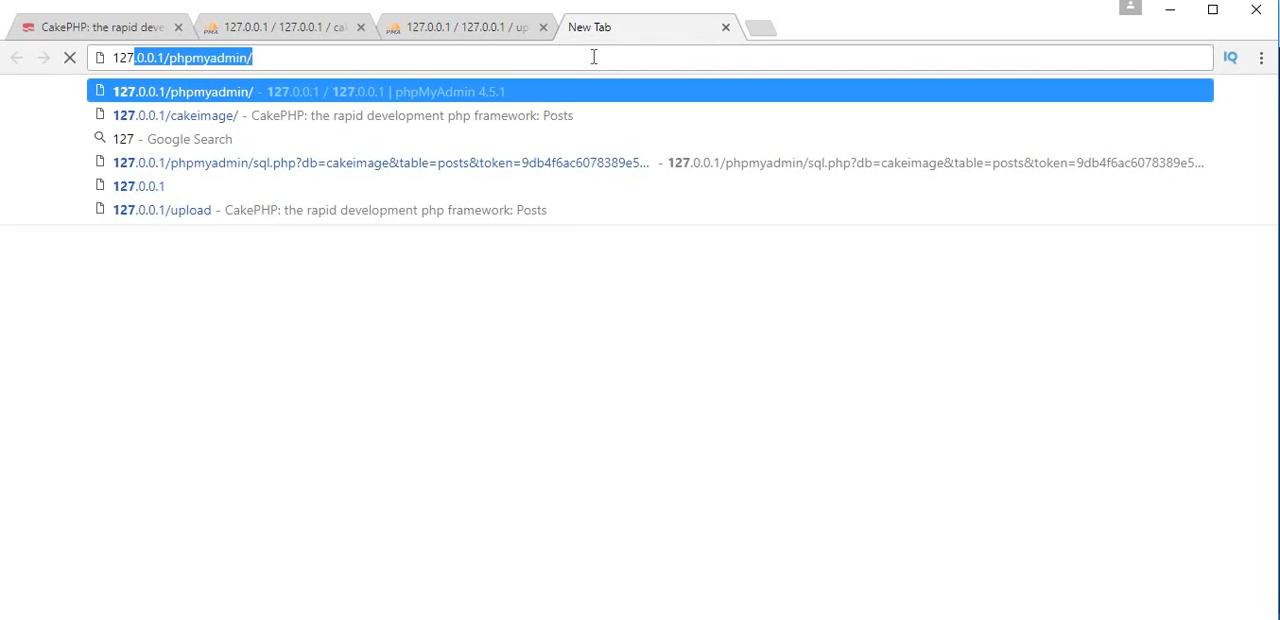 CakePHP: the rapid deve
127.0.0.1 / 127.0.0.1 / cal
127.0.0.1 / 127.0.0.1 / up
New Tab
127.0.0.1/phpmyadmin/
IQ
127.0.0.1/phpmyadmin/ - 127.0.0.1 / 127.0.0.1 | phpMyAdmin 4.5.1
127.0.0.1/cakeimage/ - CakePHP: the rapid development php framework: Posts
127 - Google Search
127.0.0.1/phpmyadmin/sql.php?db=cakeimage&table=posts&token=9db4f6ac6078389e5... - 127.0.0.1/phpmyadmin/sql.php?db=cakeimage&table=posts&token=9db4f6ac6078389e5...
127.0.0.1
127.0.0.1/upload - CakePHP: the rapid development php framework: Posts